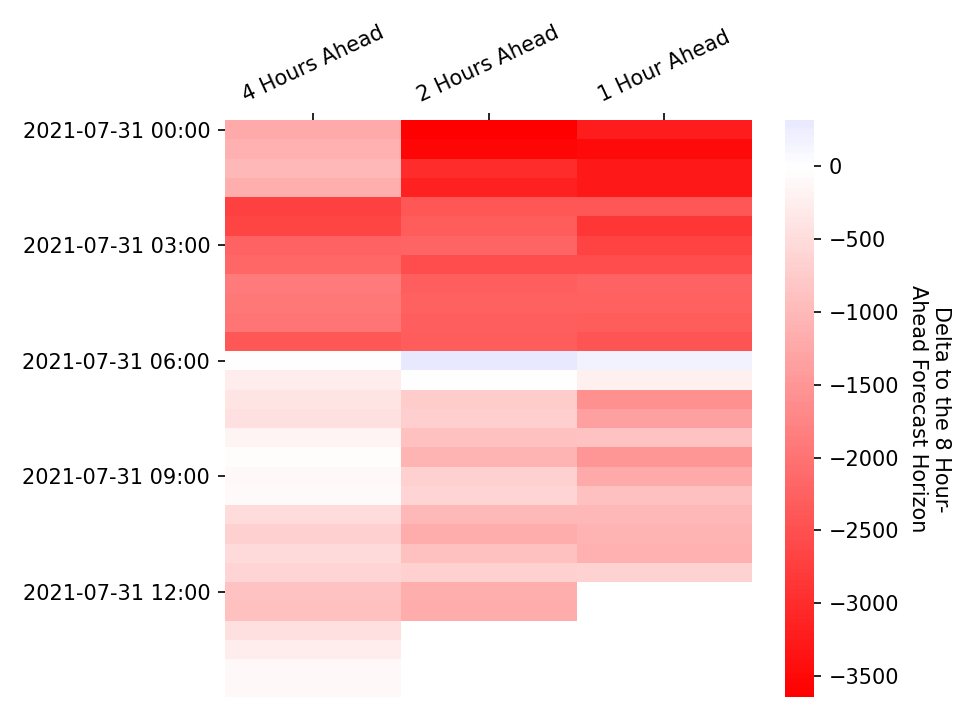 4 Hours Ahead
2 Hours Ahead
1 Hour Ahead
2021-07-31 00:00
2021-07-31 03:00
2021-07-31 06:00
2021-07-31 09:00
2021-07-31 12:00
0
−500
−1000
−1500
−2000
−2500
−3000
−3500
Delta to the 8 Hour-
Ahead Forecast Horizon